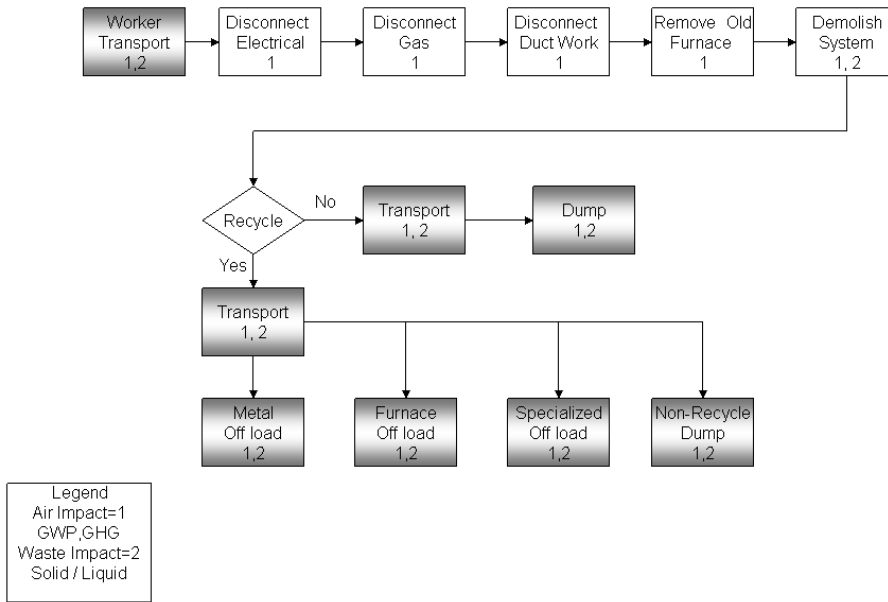 Worker
Transport
1,2
Disconnect
Electrical
1
Disconnect
Gas
1
Disconnect
Duct Work
1
Remove Old
Furnace
1
Demolish
System
1, 2
Recycle
No
Transport
1, 2
Dump
1,2
Yes
Transport
1, 2
Metal
Off load
1,2
Furnace
Off load
1,2
Specialized
Off load
1,2
Non-Recycle
Dump
1,2
Legend
Air Impact=1
GWP,GHG
Waste Impact=2
Solid / Liquid